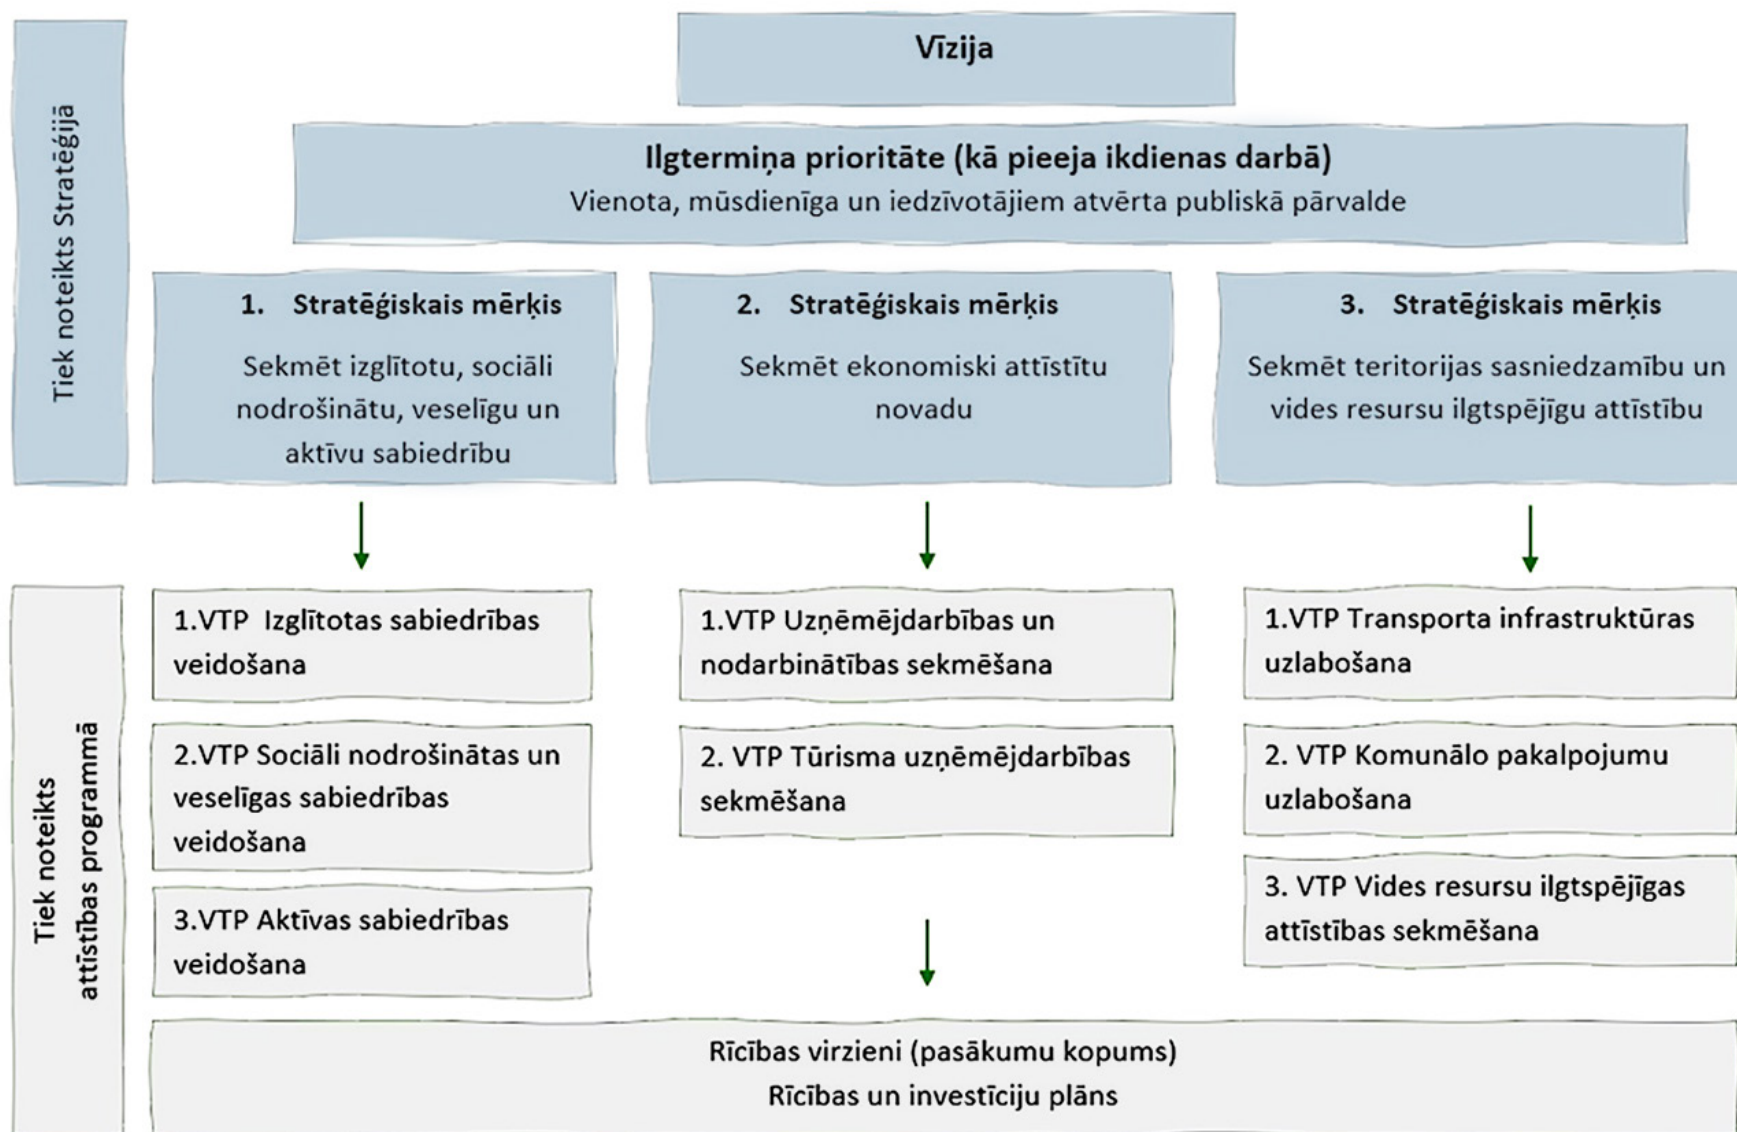 Tiek noteikts Stratēģijā
Vīzija
Ilgtermiņa prioritāte (kā pieeja ikdienas darbā)
Vienota, mūsdienīga un iedzīvotājiem atvērta publiskā pārvalde
1. Stratēģiskais mērķis
Sekmēt izglītotu, sociāli
nodrošinātu, veselīgu un
aktīvu sabiedrību
2. Stratēģiskais mērķis
Sekmēt ekonomiski attīstītu
novadu
3. Stratēģiskais mērķis
Sekmēt teritorijas sasniedzamību un
vides resursu ilgtspējīgu attīstību
Tiek noteikts
attīstības programmā
1.VTP Izglītotas sabiedrības
veidošana
2.VTP Sociāli nodrošinātas un
veselīgas sabiedrības
veidošana
3.VTP Aktīvas sabiedrības
veidošana
1.VTP Uzņēmējdarbības un
nodarbinātības sekmēšana
2. VTP Tūrisma uzņēmējdarbības
sekmēšana
1.VTP Transporta infrastruktūras
uzlabošana
2. VTP Komunālo pakalpojumu
uzlabošana
3. VTP Vides resursu ilgtspējīgas
attīstības sekmēšana
Rīcības virzieni (pasākumu kopums)
Rīcības un investīciju plāns